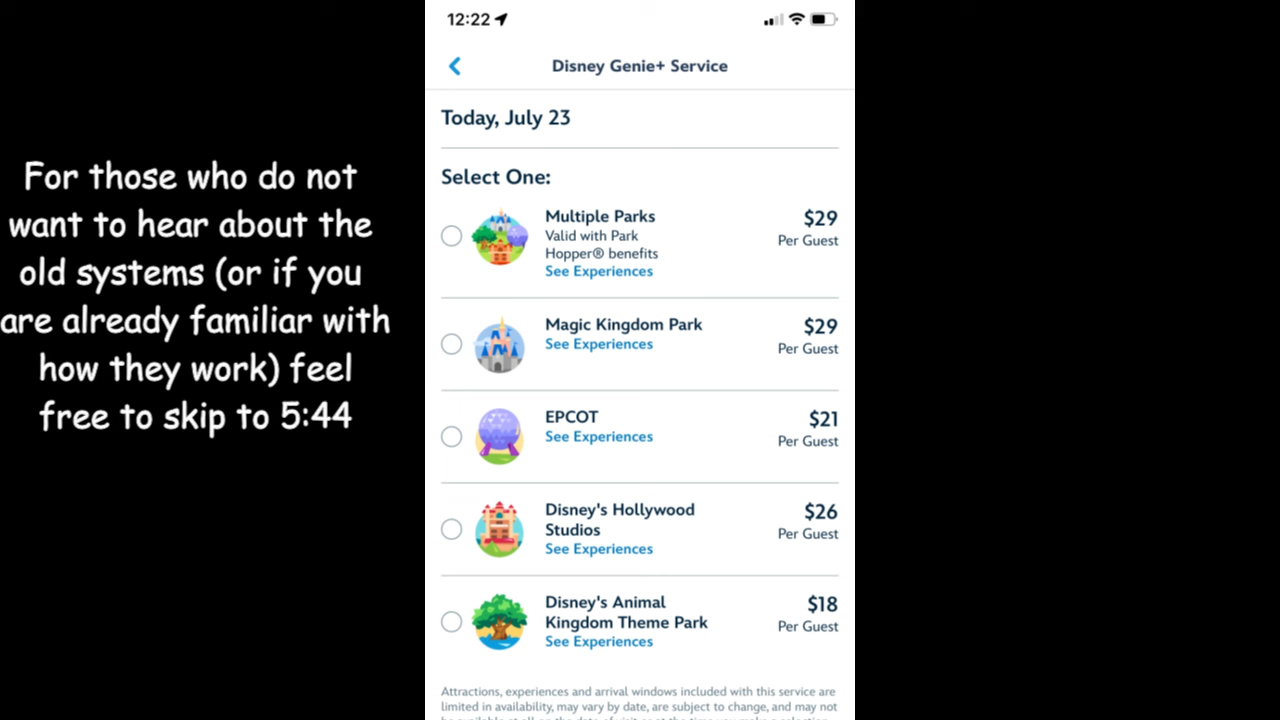 For those who do not
want to hear about the
old systems (or if you
are already familiar with
how they work) feel
free to skip to 5:44
12:22
Disney Genie+ Service
Today, July 23
Select One:
Multiple Parks
Valid with Park
Hopper® benefits
See Experiences
$29
Per Guest
Magic Kingdom Park
See Experiences
$29
Per Guest
EPCOT
See Experiences
$21
Per Guest
Disney's Hollywood
Studios
See Experiences
$26
Per Guest
Disney's Animal
Kingdom Theme Park
See Experiences
$18
Per Guest
Attractions, experiences and arrival windows included with this service are
limited in availability, may vary by date, are subject to change, and may not